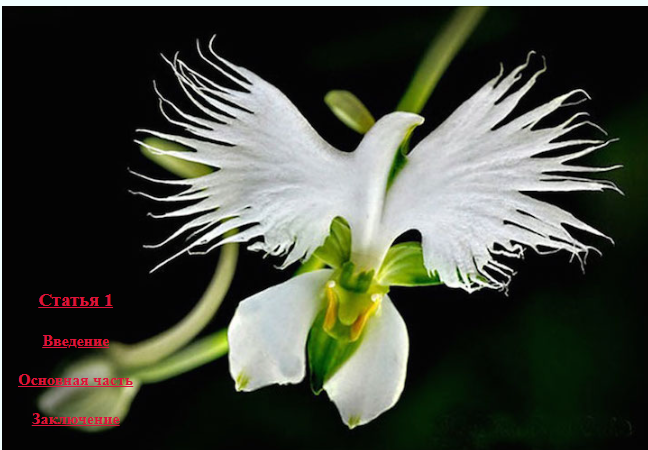 Статья 1
Введение
Основная часть
Заключение